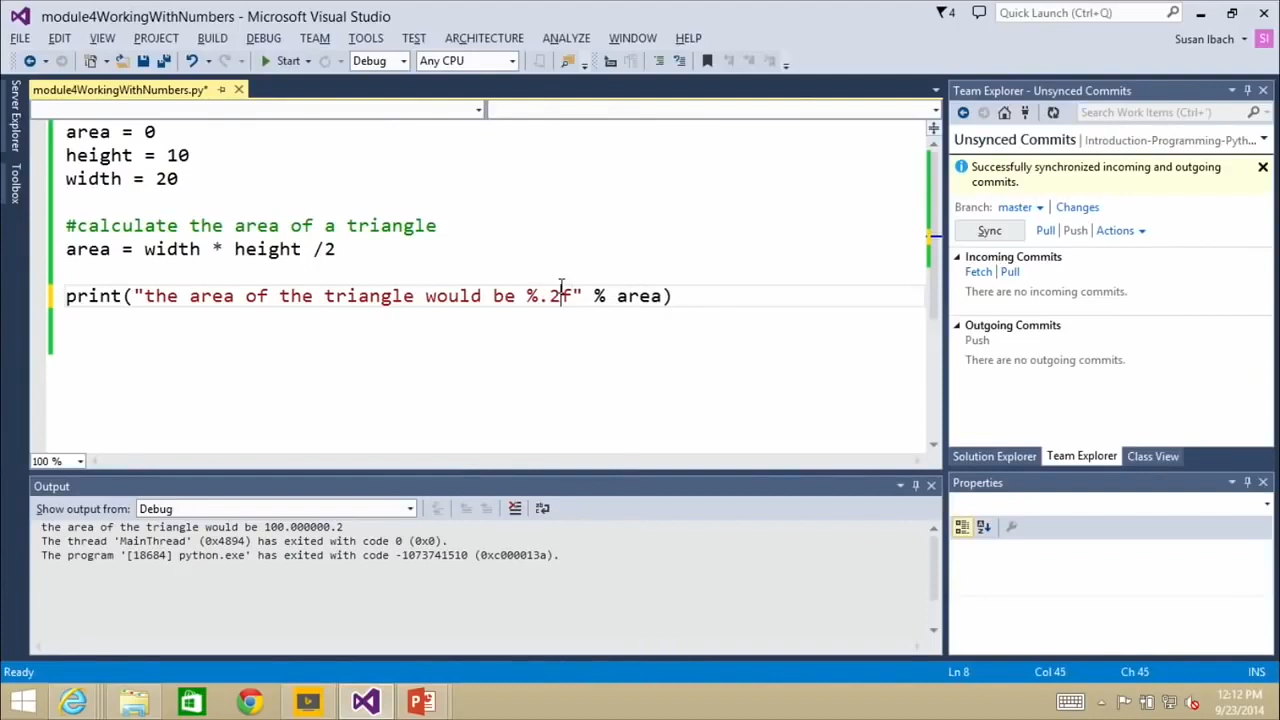 module4WorkingWithNumbers - Microsoft Visual Studio
4
Quick Launch (Ctrl+Q)
FILE EDIT VIEW PROJECT BUILD DEBUG TEAM TOOLS TEST ARCHITECTURE ANALYZE WINDOW HELP
Susan Ibach
SI
Start
Debug
Any CPU
Server Explorer
Toolbox
module4WorkingWithNumbers.py*
area = 0
height = 10
width = 20
#calculate the area of a triangle
area = width * height /2
print("the area of the triangle would be %.2f" % area)
100 %
Output
Show output from: Debug
the area of the triangle would be 100.000000.2
The thread 'MainThread' (0x4894) has exited with code 0 (0x0).
The program '[18684] python.exe' has exited with code -1073741510 (0xc000013a).
Team Explorer - Unsynced Commits
Search Work Items (Ctrl+')
Unsynced Commits | Introduction-Programming-Pyth...
Successfully synchronized incoming and outgoing
commits.
Branch: master Changes
Sync Pull Push Actions
Incoming Commits
Fetch | Pull
There are no incoming commits.
Outgoing Commits
Push
There are no outgoing commits.
Solution Explorer Team Explorer Class View
Properties
Ready
Ln 8
Col 45
Ch 45
INS
12:12 PM
9/23/2014